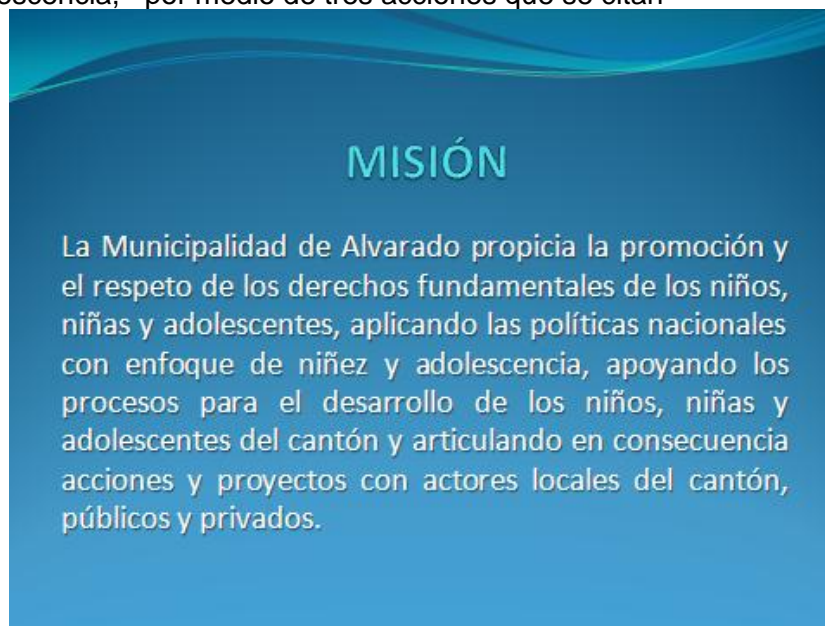 por medio de tres acciones que se citan
MISIÓN
La Municipalidad de Alvarado propicia la promoción y
el respeto de los derechos fundamentales de los niños,
niñas y adolescentes, aplicando las políticas nacionales
con enfoque de niñez y adolescencia, apoyando los
procesos para el desarrollo de los niños, niñas y
adolescentes del cantón y articulando en consecuencia
acciones y proyectos con actores locales del cantón,
públicos y privados.